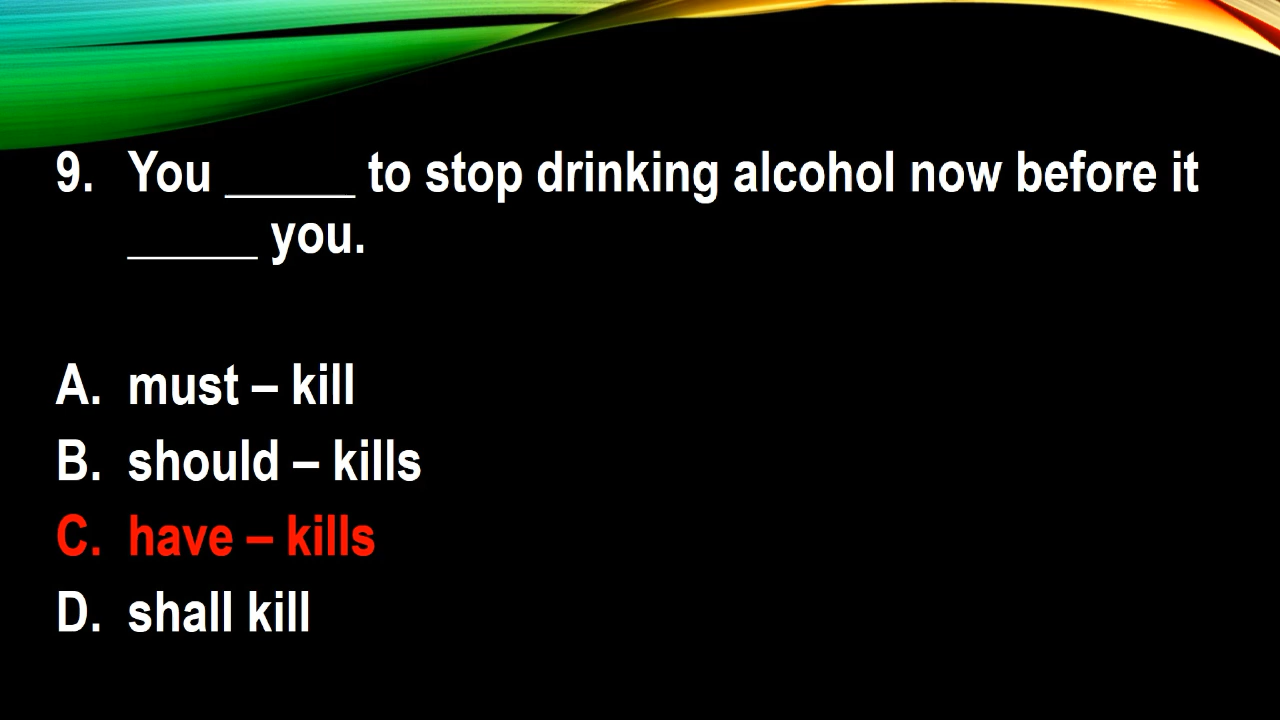 9. You _____ to stop drinking alcohol now before it
_____ you.
A. must – kill
B. should – kills
C. have – kills
D. shall kill